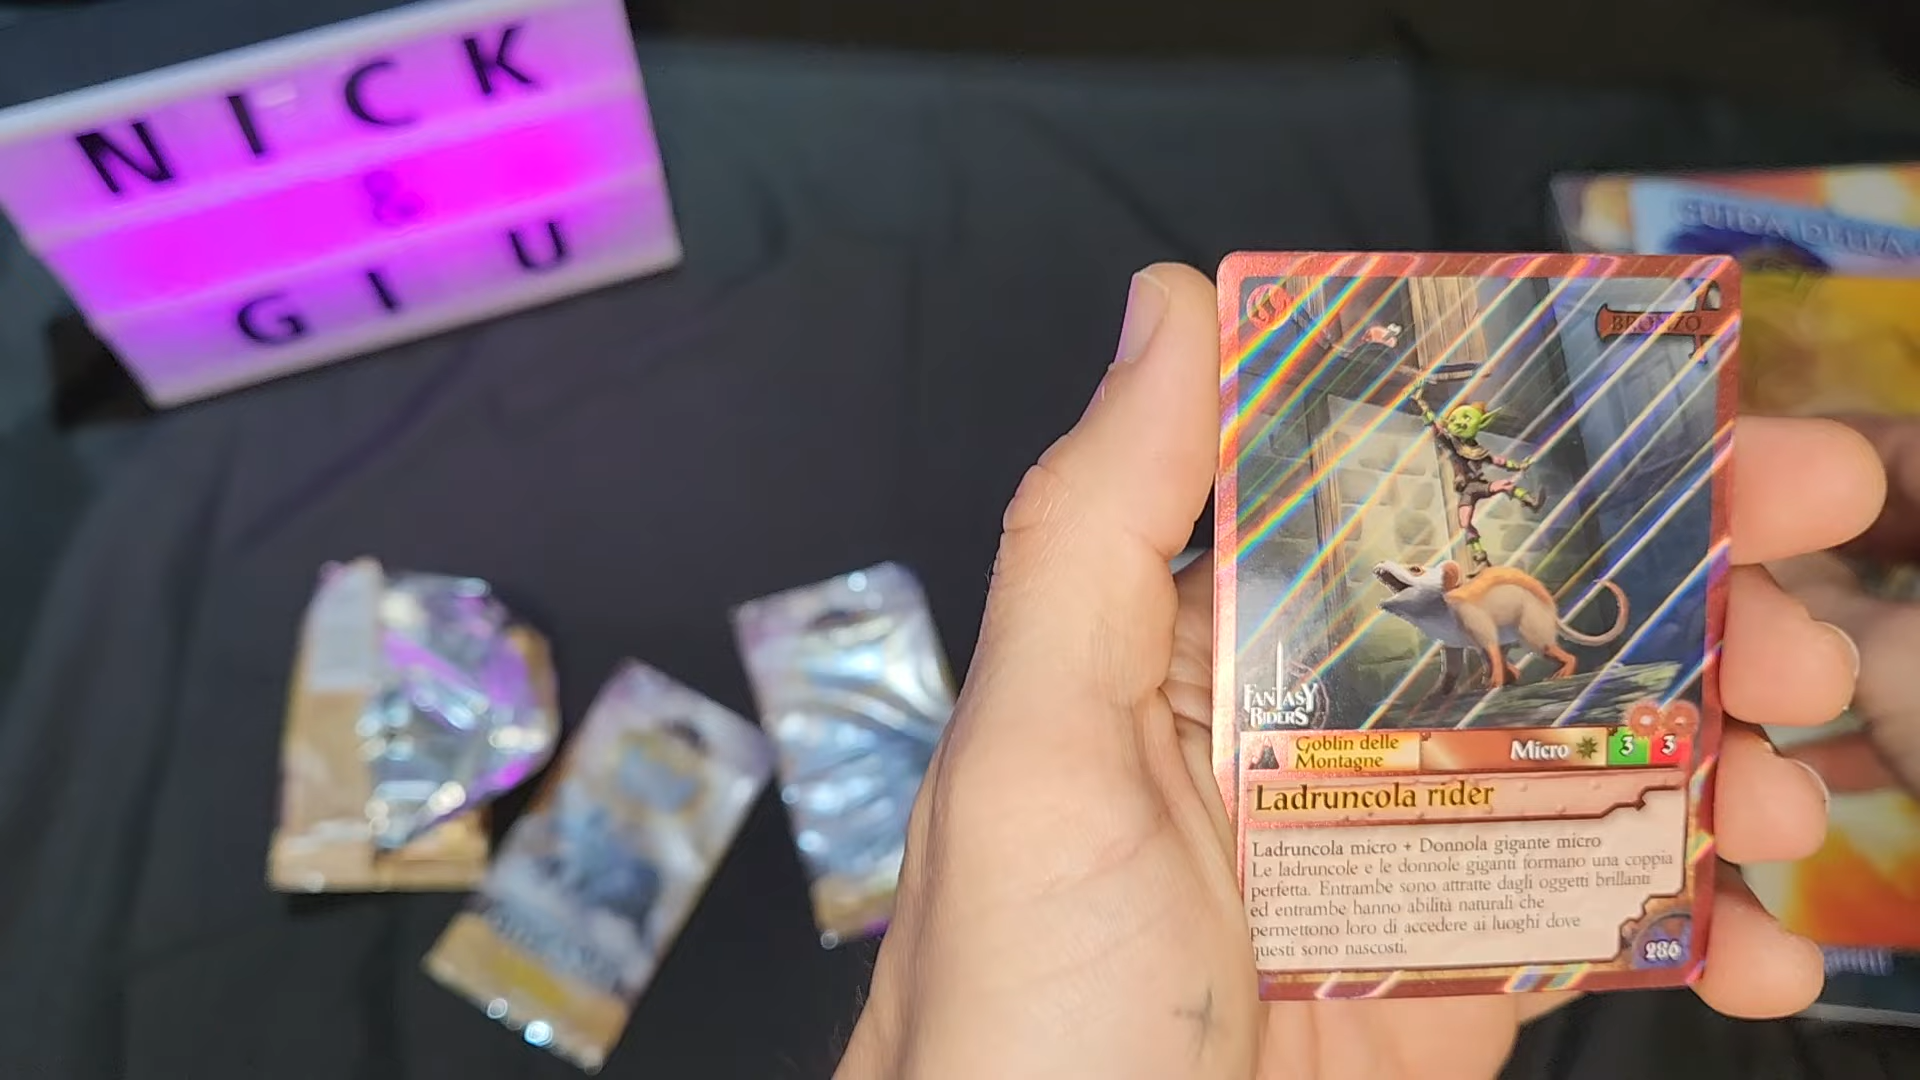 NICK
&
GIU
GUIDA DELLA
BRONZO
FANTASY
RIDERS
Goblin delle
Montagne
Micro
3 3
Ladruncola rider
Ladruncola micro + Donnola gigante micro
Le ladruncole e le donnole giganti formano una coppia
perfetta. Entrambe sono attratte dagli oggetti brillanti
ed entrambe hanno abilità naturali che
permettono loro di accedere ai luoghi dove
questi sono nascosti.
286